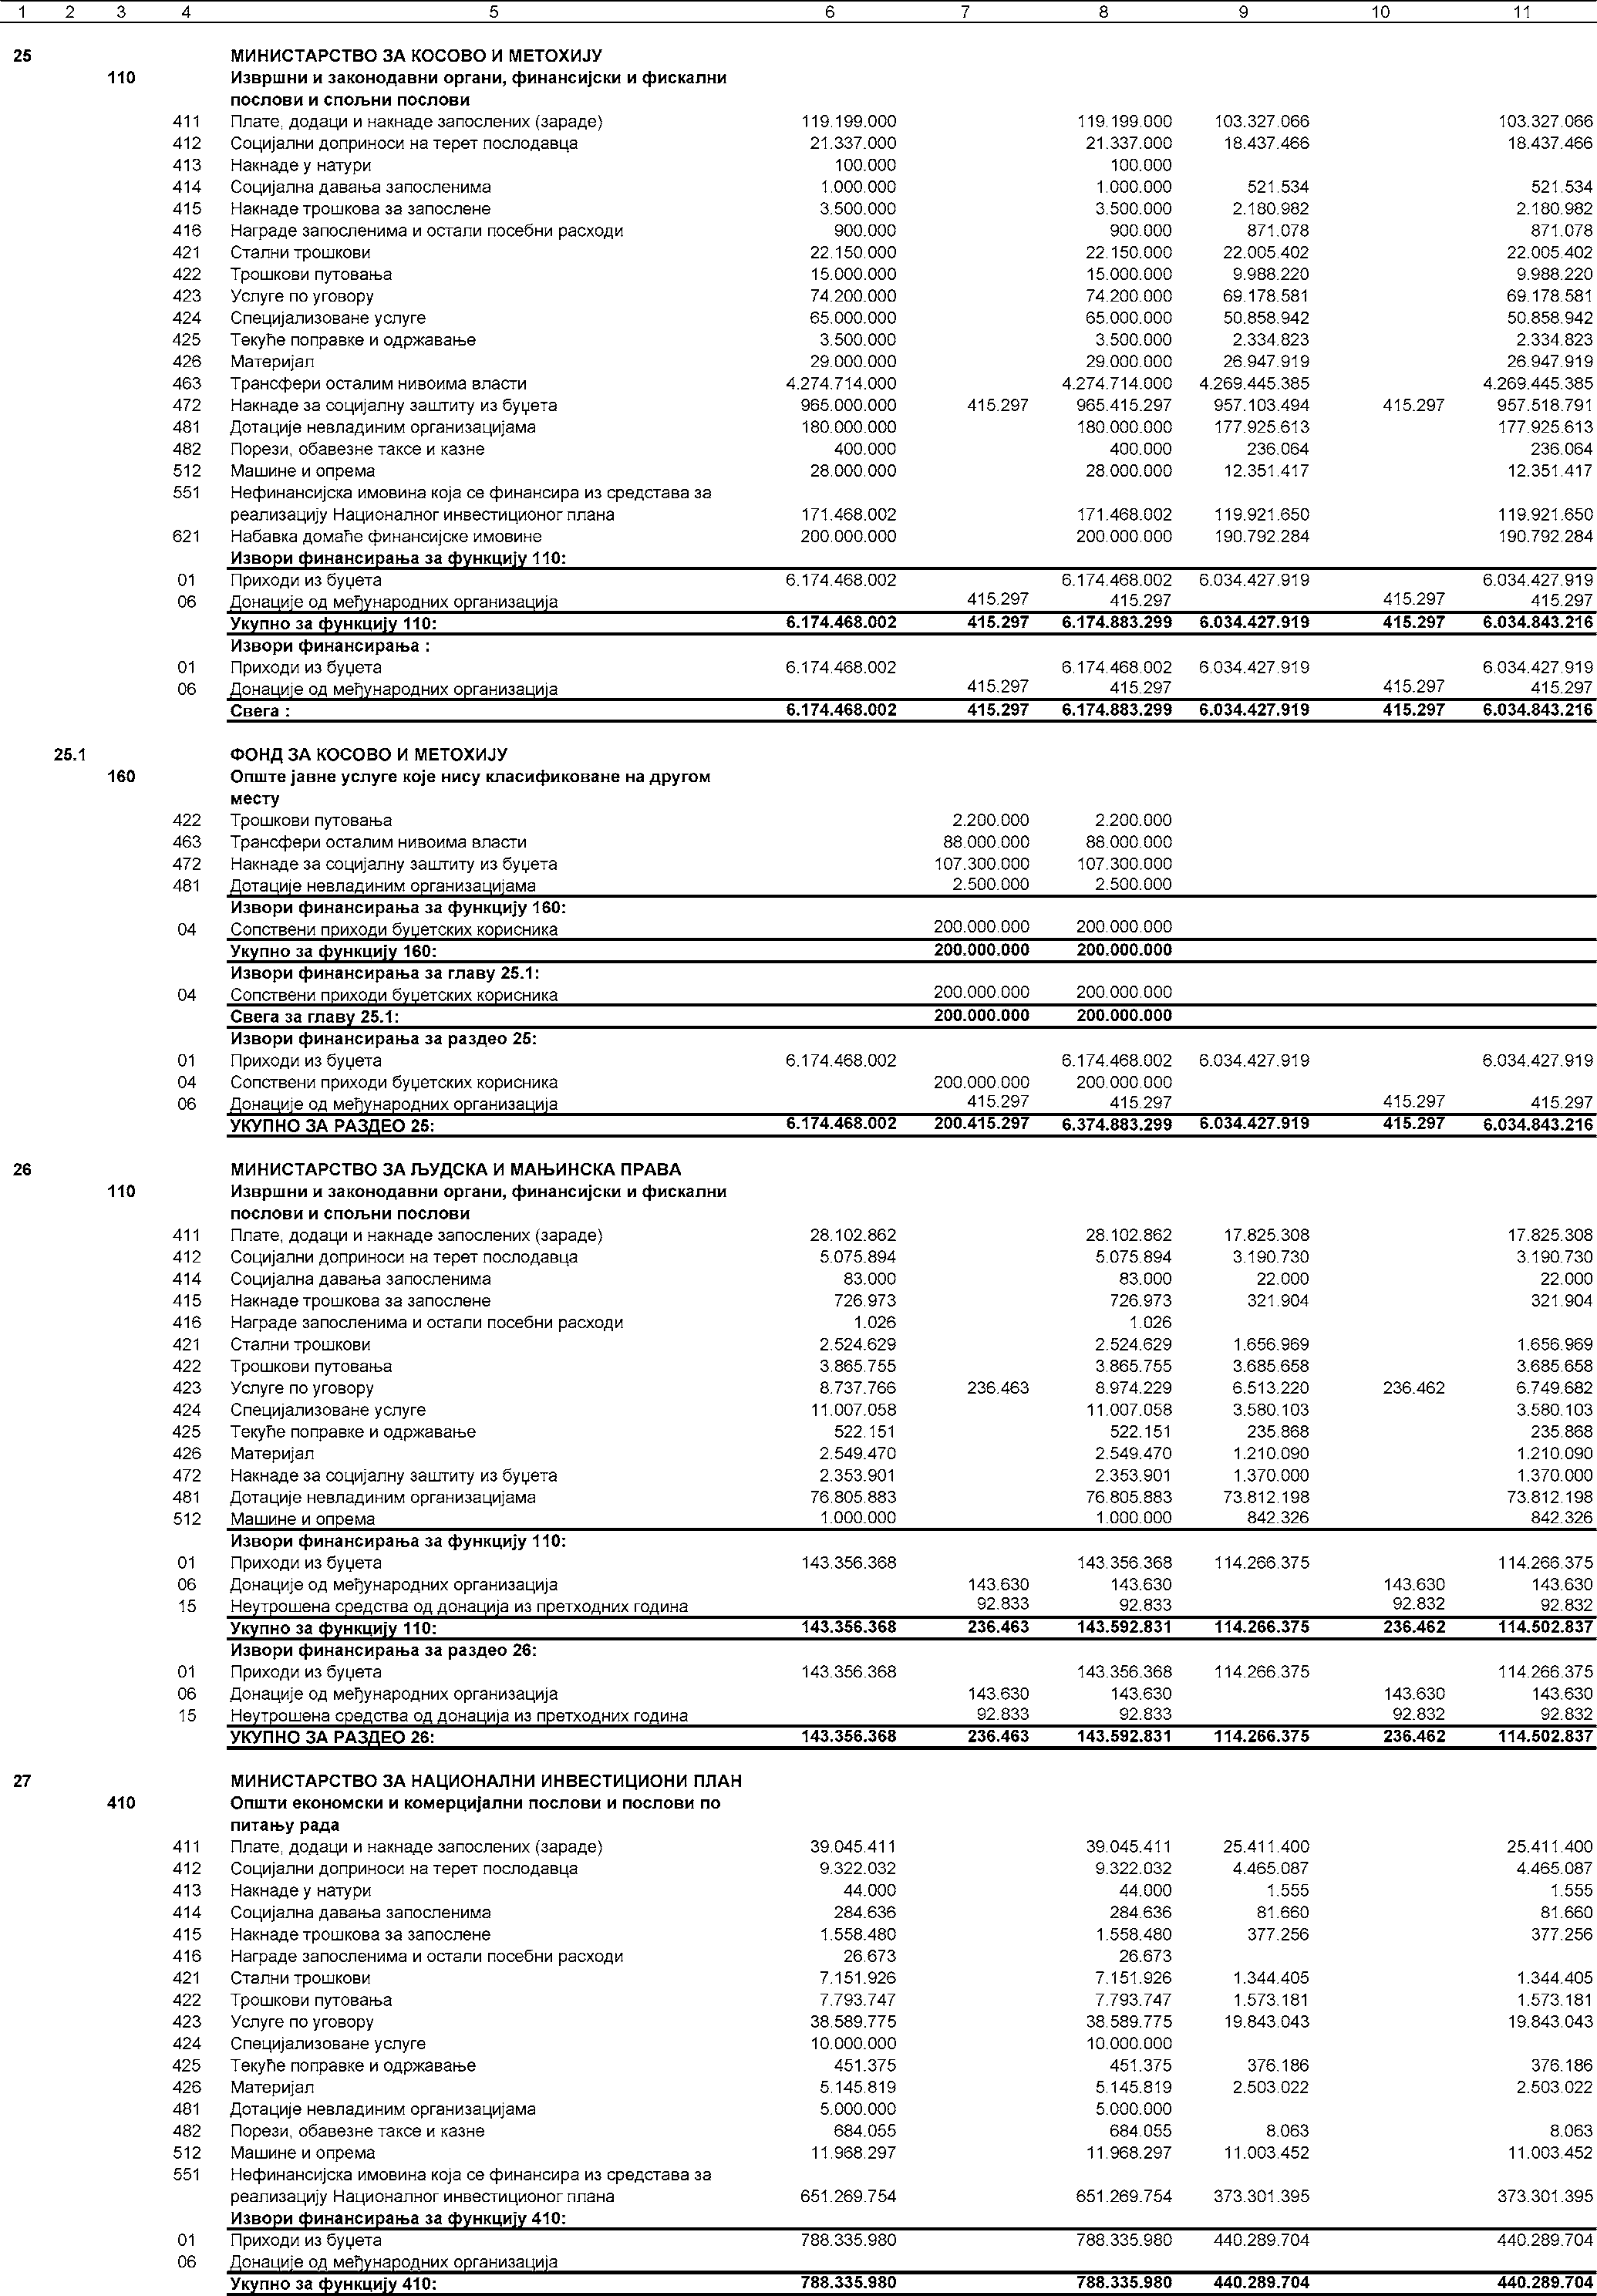 1 2 3 4 5 6 7 8 9 10 11
25 МИНИСТАРСТВО ЗА КОСОВО И МЕТОХИЈУ
110 Извршни и законодавни органи, финансијски и фискални
послови и спољни послови
411 Плате, додаци и накнаде запослених (зараде) 119.199.000 119.199.000 103.327.066 103.327.066
412 Социјални доприноси на терет послодавца 21.337.000 21.337.000 18.437.466 18.437.466
413 Накнаде у натури 100.000 100.000
414 Социјална давања запосленима 1.000.000 1.000.000 521.534 521.534
415 Накнаде трошкова за запослене 3.500.000 3.500.000 2.180.982 2.180.982
416 Награде запосленима и остали посебни расходи 900.000 900.000 871.078 871.078
421 Стални трошкови 22.150.000 22.150.000 22.005.402 22.005.402
422 Трошкови путовања 15.000.000 15.000.000 9.988.220 9.988.220
423 Услуге по уговору 74.200.000 74.200.000 69.178.581 69.178.581
424 Специјализоване услуге 65.000.000 65.000.000 50.858.942 50.858.942
425 Текуће поправке и одржавање 3.500.000 3.500.000 2.334.823 2.334.823
426 Материјал 29.000.000 29.000.000 26.947.919 26.947.919
463 Трансфери осталим нивоима власти 4.274.714.000 4.274.714.000 4.269.445.385 4.269.445.385
472 Накнаде за социјалну заштиту из буџета 965.000.000 415.297 965.415.297 957.103.494 415.297 957.518.791
481 Дотације невладиним организацијама 180.000.000 180.000.000 177.925.613 177.925.613
482 Порези, обавезне таксе и казне 400.000 400.000 236.064 236.064
512 Машине и опрема 28.000.000 28.000.000 12.351.417 12.351.417
551 Нефинансијска имовина која се финансира из средстава за
реализацију Националног инвестиционог плана 171.468.002 171.468.002 119.921.650 119.921.650
621 Набавка домаће финансијске имовине 200.000.000 200.000.000 190.792.284 190.792.284
Извори финансирања за функцију 110:
01 Приходи из буџета 6.174.468.002 6.174.468.002 6.034.427.919 6.034.427.919
06 Донације од међународних организација 415.297 415.297 415.297 415.297
Укупно за функцију 110: 6.174.468.002 415.297 6.174.883.299 6.034.427.919 415.297 6.034.843.216
Извори финансирања :
01 Приходи из буџета 6.174.468.002 6.174.468.002 6.034.427.919 6.034.427.919
06 Донације од међународних организација 415.297 415.297 415.297 415.297
Свега : 6.174.468.002 415.297 6.174.883.299 6.034.427.919 415.297 6.034.843.216
25.1 ФОНД ЗА КОСОВО И МЕТОХИЈУ
160 Опште јавне услуге које нису класификоване на другом
месту
422 Трошкови путовања 2.200.000 2.200.000
463 Трансфери осталим нивоима власти 88.000.000 88.000.000
472 Накнаде за социјалну заштиту из буџета 107.300.000 107.300.000
481 Дотације невладиним организацијама 2.500.000 2.500.000
Извори финансирања за функцију 160:
04 Сопствени приходи буџетских корисника 200.000.000 200.000.000
Укупно за функцију 160: 200.000.000 200.000.000
Извори финансирања за главу 25.1:
04 Сопствени приходи буџетских корисника 200.000.000 200.000.000
Свега за главу 25.1: 200.000.000 200.000.000
Извори финансирања за раздео 25:
01 Приходи из буџета 6.174.468.002 6.174.468.002 6.034.427.919 6.034.427.919
04 Сопствени приходи буџетских корисника 200.000.000 200.000.000
06 Донације од међународних организација 415.297 415.297 415.297 415.297
УКУПНО ЗА РАЗДЕО 25: 6.174.468.002 200.415.297 6.374.883.299 6.034.427.919 415.297 6.034.843.216
26 МИНИСТАРСТВО ЗА ЉУДСКА И МАЊИНСКА ПРАВА
110 Извршни и законодавни органи, финансијски и фискални
послови и спољни послови
411 Плате, додаци и накнаде запослених (зараде) 28.102.862 28.102.862 17.825.308 17.825.308
412 Социјални доприноси на терет послодавца 5.075.894 5.075.894 3.190.730 3.190.730
414 Социјална давања запосленима 83.000 83.000 22.000 22.000
415 Накнаде трошкова за запослене 726.973 726.973 321.904 321.904
416 Награде запосленима и остали посебни расходи 1.026 1.026
421 Стални трошкови 2.524.629 2.524.629 1.656.969 1.656.969
422 Трошкови путовања 3.865.755 3.865.755 3.685.658 3.685.658
423 Услуге по уговору 8.737.766 236.463 8.974.229 6.513.220 236.462 6.749.682
424 Специјализоване услуге 11.007.058 11.007.058 3.580.103 3.580.103
425 Текуће поправке и одржавање 522.151 522.151 235.868 235.868
426 Материјал 2.549.470 2.549.470 1.210.090 1.210.090
472 Накнаде за социјалну заштиту из буџета 2.353.901 2.353.901 1.370.000 1.370.000
481 Дотације невладиним организацијама 76.805.883 76.805.883 73.812.198 73.812.198
512 Машине и опрема 1.000.000 1.000.000 842.326 842.326
Извори финансирања за функцију 110:
01 Приходи из буџета 143.356.368 143.356.368 114.266.375 114.266.375
06 Донације од међународних организација 143.630 143.630 143.630 143.630
15 Неутрошена средства од донација из претходних година 92.833 92.833 92.832 92.832
Укупно за функцију 110: 143.356.368 236.463 143.592.831 114.266.375 236.462 114.502.837
Извори финансирања за раздео 26:
01 Приходи из буџета 143.356.368 143.356.368 114.266.375 114.266.375
06 Донације од међународних организација 143.630 143.630 143.630 143.630
15 Неутрошена средства од донација из претходних година 92.833 92.833 92.832 92.832
УКУПНО ЗА РАЗДЕО 26: 143.356.368 236.463 143.592.831 114.266.375 236.462 114.502.837
27 МИНИСТАРСТВО ЗА НАЦИОНАЛНИ ИНВЕСТИЦИОНИ ПЛАН
410 Општи економски и комерцијални послови и послови по
питању рада
411 Плате, додаци и накнаде запослених (зараде) 39.045.411 39.045.411 25.411.400 25.411.400
412 Социјални доприноси на терет послодавца 9.322.032 9.322.032 4.465.087 4.465.087
413 Накнаде у натури 44.000 44.000 1.555 1.555
414 Социјална давања запосленима 284.636 284.636 81.660 81.660
415 Накнаде трошкова за запослене 1.558.480 1.558.480 377.256 377.256
416 Награде запосленима и остали посебни расходи 26.673 26.673
421 Стални трошкови 7.151.926 7.151.926 1.344.405 1.344.405
422 Трошкови путовања 7.793.747 7.793.747 1.573.181 1.573.181
423 Услуге по уговору 38.589.775 38.589.775 19.843.043 19.843.043
424 Специјализоване услуге 10.000.000 10.000.000
425 Текуће поправке и одржавање 451.375 451.375 376.186 376.186
426 Материјал 5.145.819 5.145.819 2.503.022 2.503.022
481 Дотације невладиним организацијама 5.000.000 5.000.000
482 Порези, обавезне таксе и казне 684.055 684.055 8.063 8.063
512 Машине и опрема 11.968.297 11.968.297 11.003.452 11.003.452
551 Нефинансијска имовина која се финансира из средстава за
реализацију Националног инвестиционог плана 651.269.754 651.269.754 373.301.395 373.301.395
Извори финансирања за функцију 410:
01 Приходи из буџета 788.335.980 788.335.980 440.289.704 440.289.704
06 Донације од међународних организација
Укупно за функцију 410: 788.335.980 788.335.980 440.289.704 440.289.704